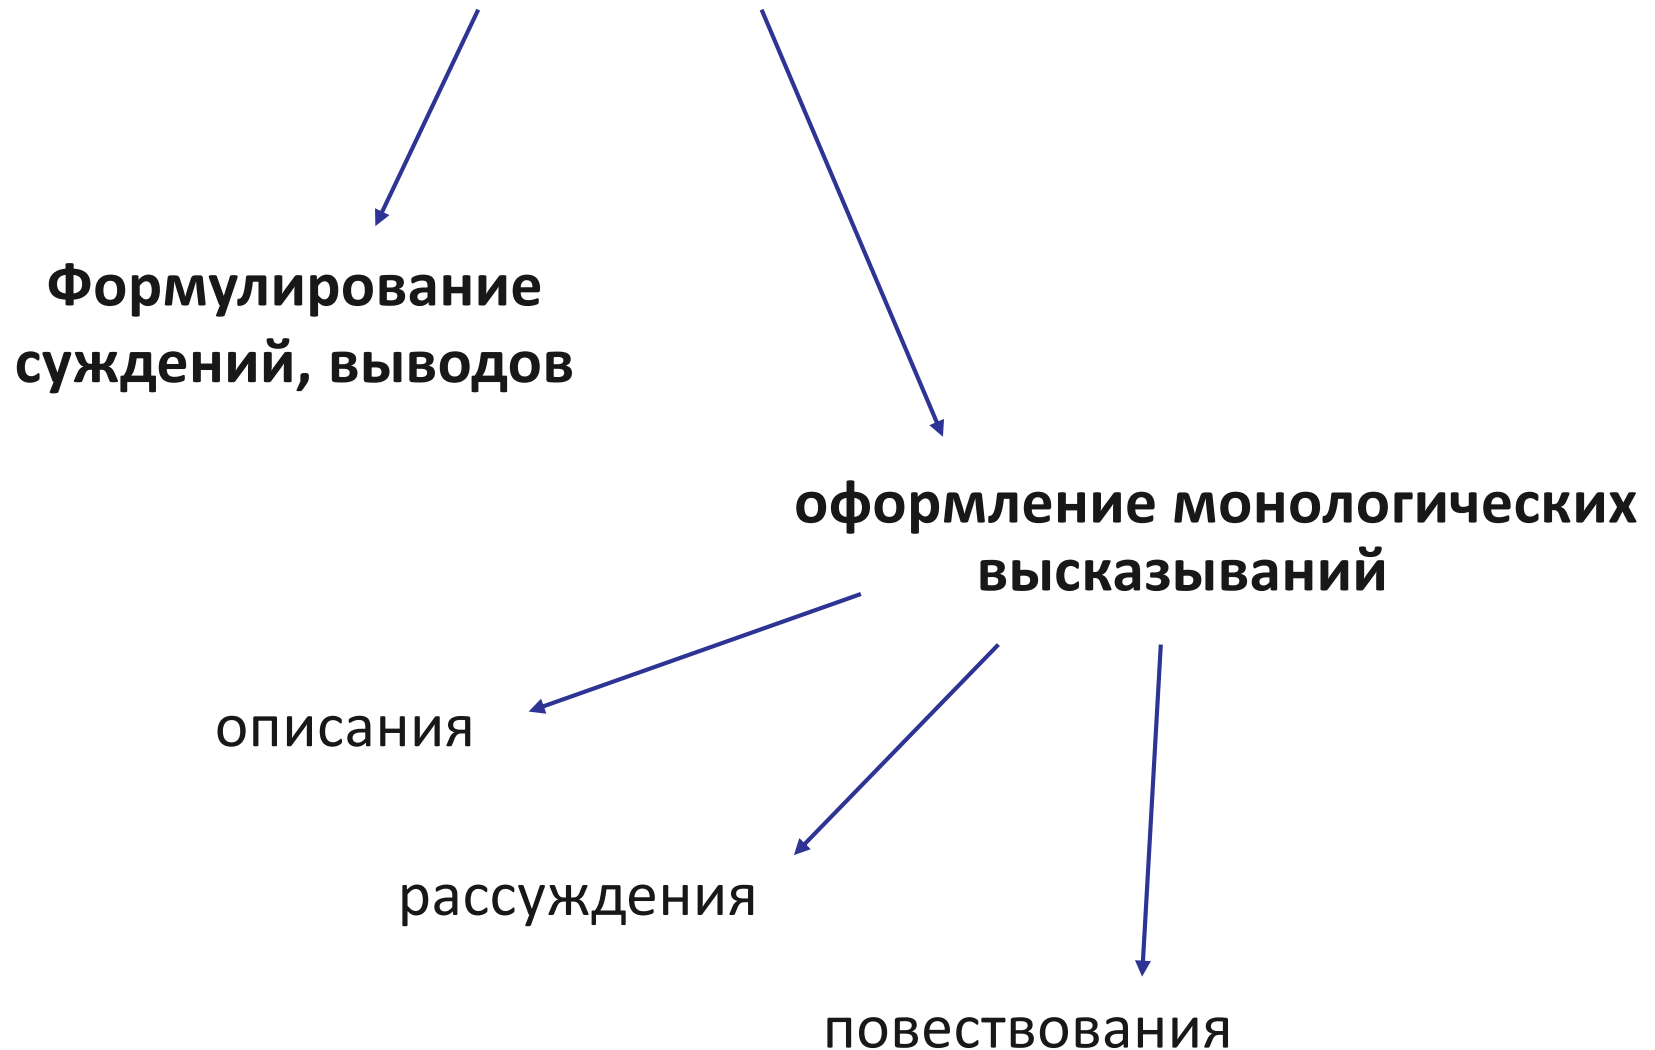 Формулирование
суждений, выводов
оформление монологических
высказываний
описания
рассуждения
повествования